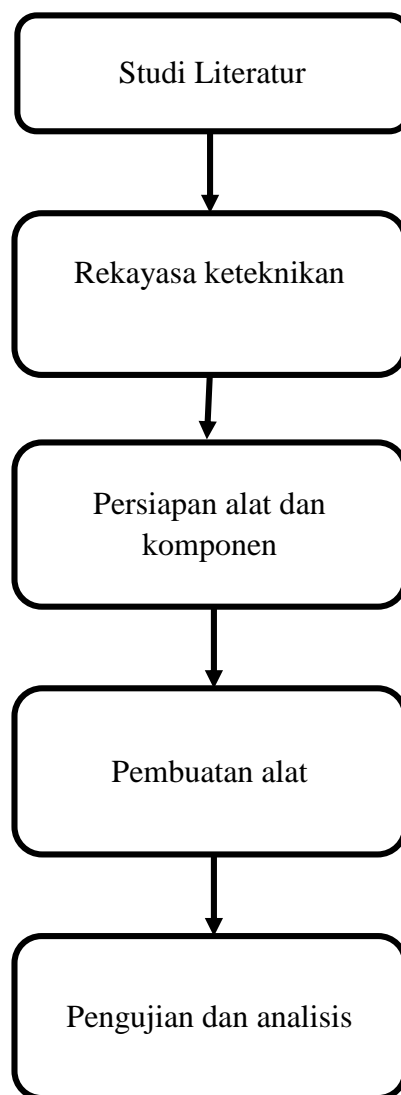 Studi Literatur
Rekayasa keteknikan
Persiapan alat dan
komponen
Pembuatan alat
Pengujian dan analisis